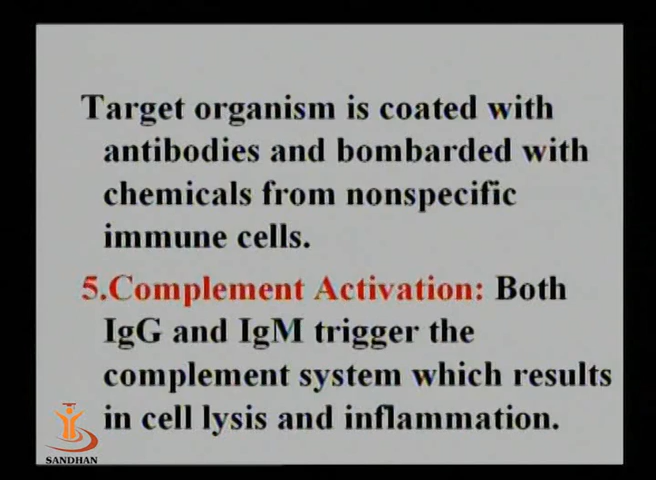 Target organism is coated with
antibodies and bombarded with
chemicals from nonspecific
immune cells.
5.Complement Activation: Both
IgG and IgM trigger the
complement system which results
in cell lysis and inflammation.
SANDHAN